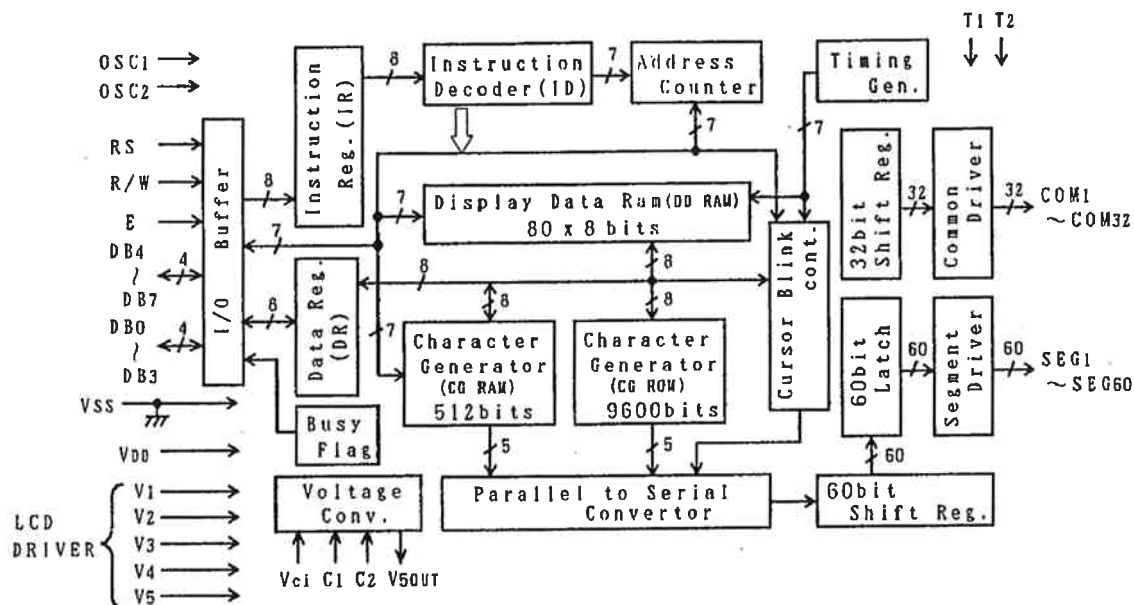 T1 T2
OSC1
OSC2
RS
R/W
E
DB4
~
DB7
DB0
~
DB3
VSS
VDD
LCD
DRIVER
V1
V2
V3
V4
V5
I/O Buffer
8
7
4
8
4
Instruction
Reg.(IR)
8
Instruction
Decoder(ID)
7
Address
Counter
7
Timing
Gen.
7
7
Display Data Ram(DD RAM)
80 x 8 bits
8
Data Reg.
(DR)
8
8
8
7
Character
Generator
(CG RAM)
512bits
5
Character
Generator
(CG ROM)
9600bits
5
Cursor Blink
cont.
Busy
Flag
Voltage
Conv.
Vci C1 C2 V5OUT
Parallel to Serial
Convertor
60bit
Shift Reg.
60
60bit
Latch
60
Segment
Driver
60
SEG1
~SEG60
32bit
Shift Reg.
32
Common
Driver
32
COM1
~COM32